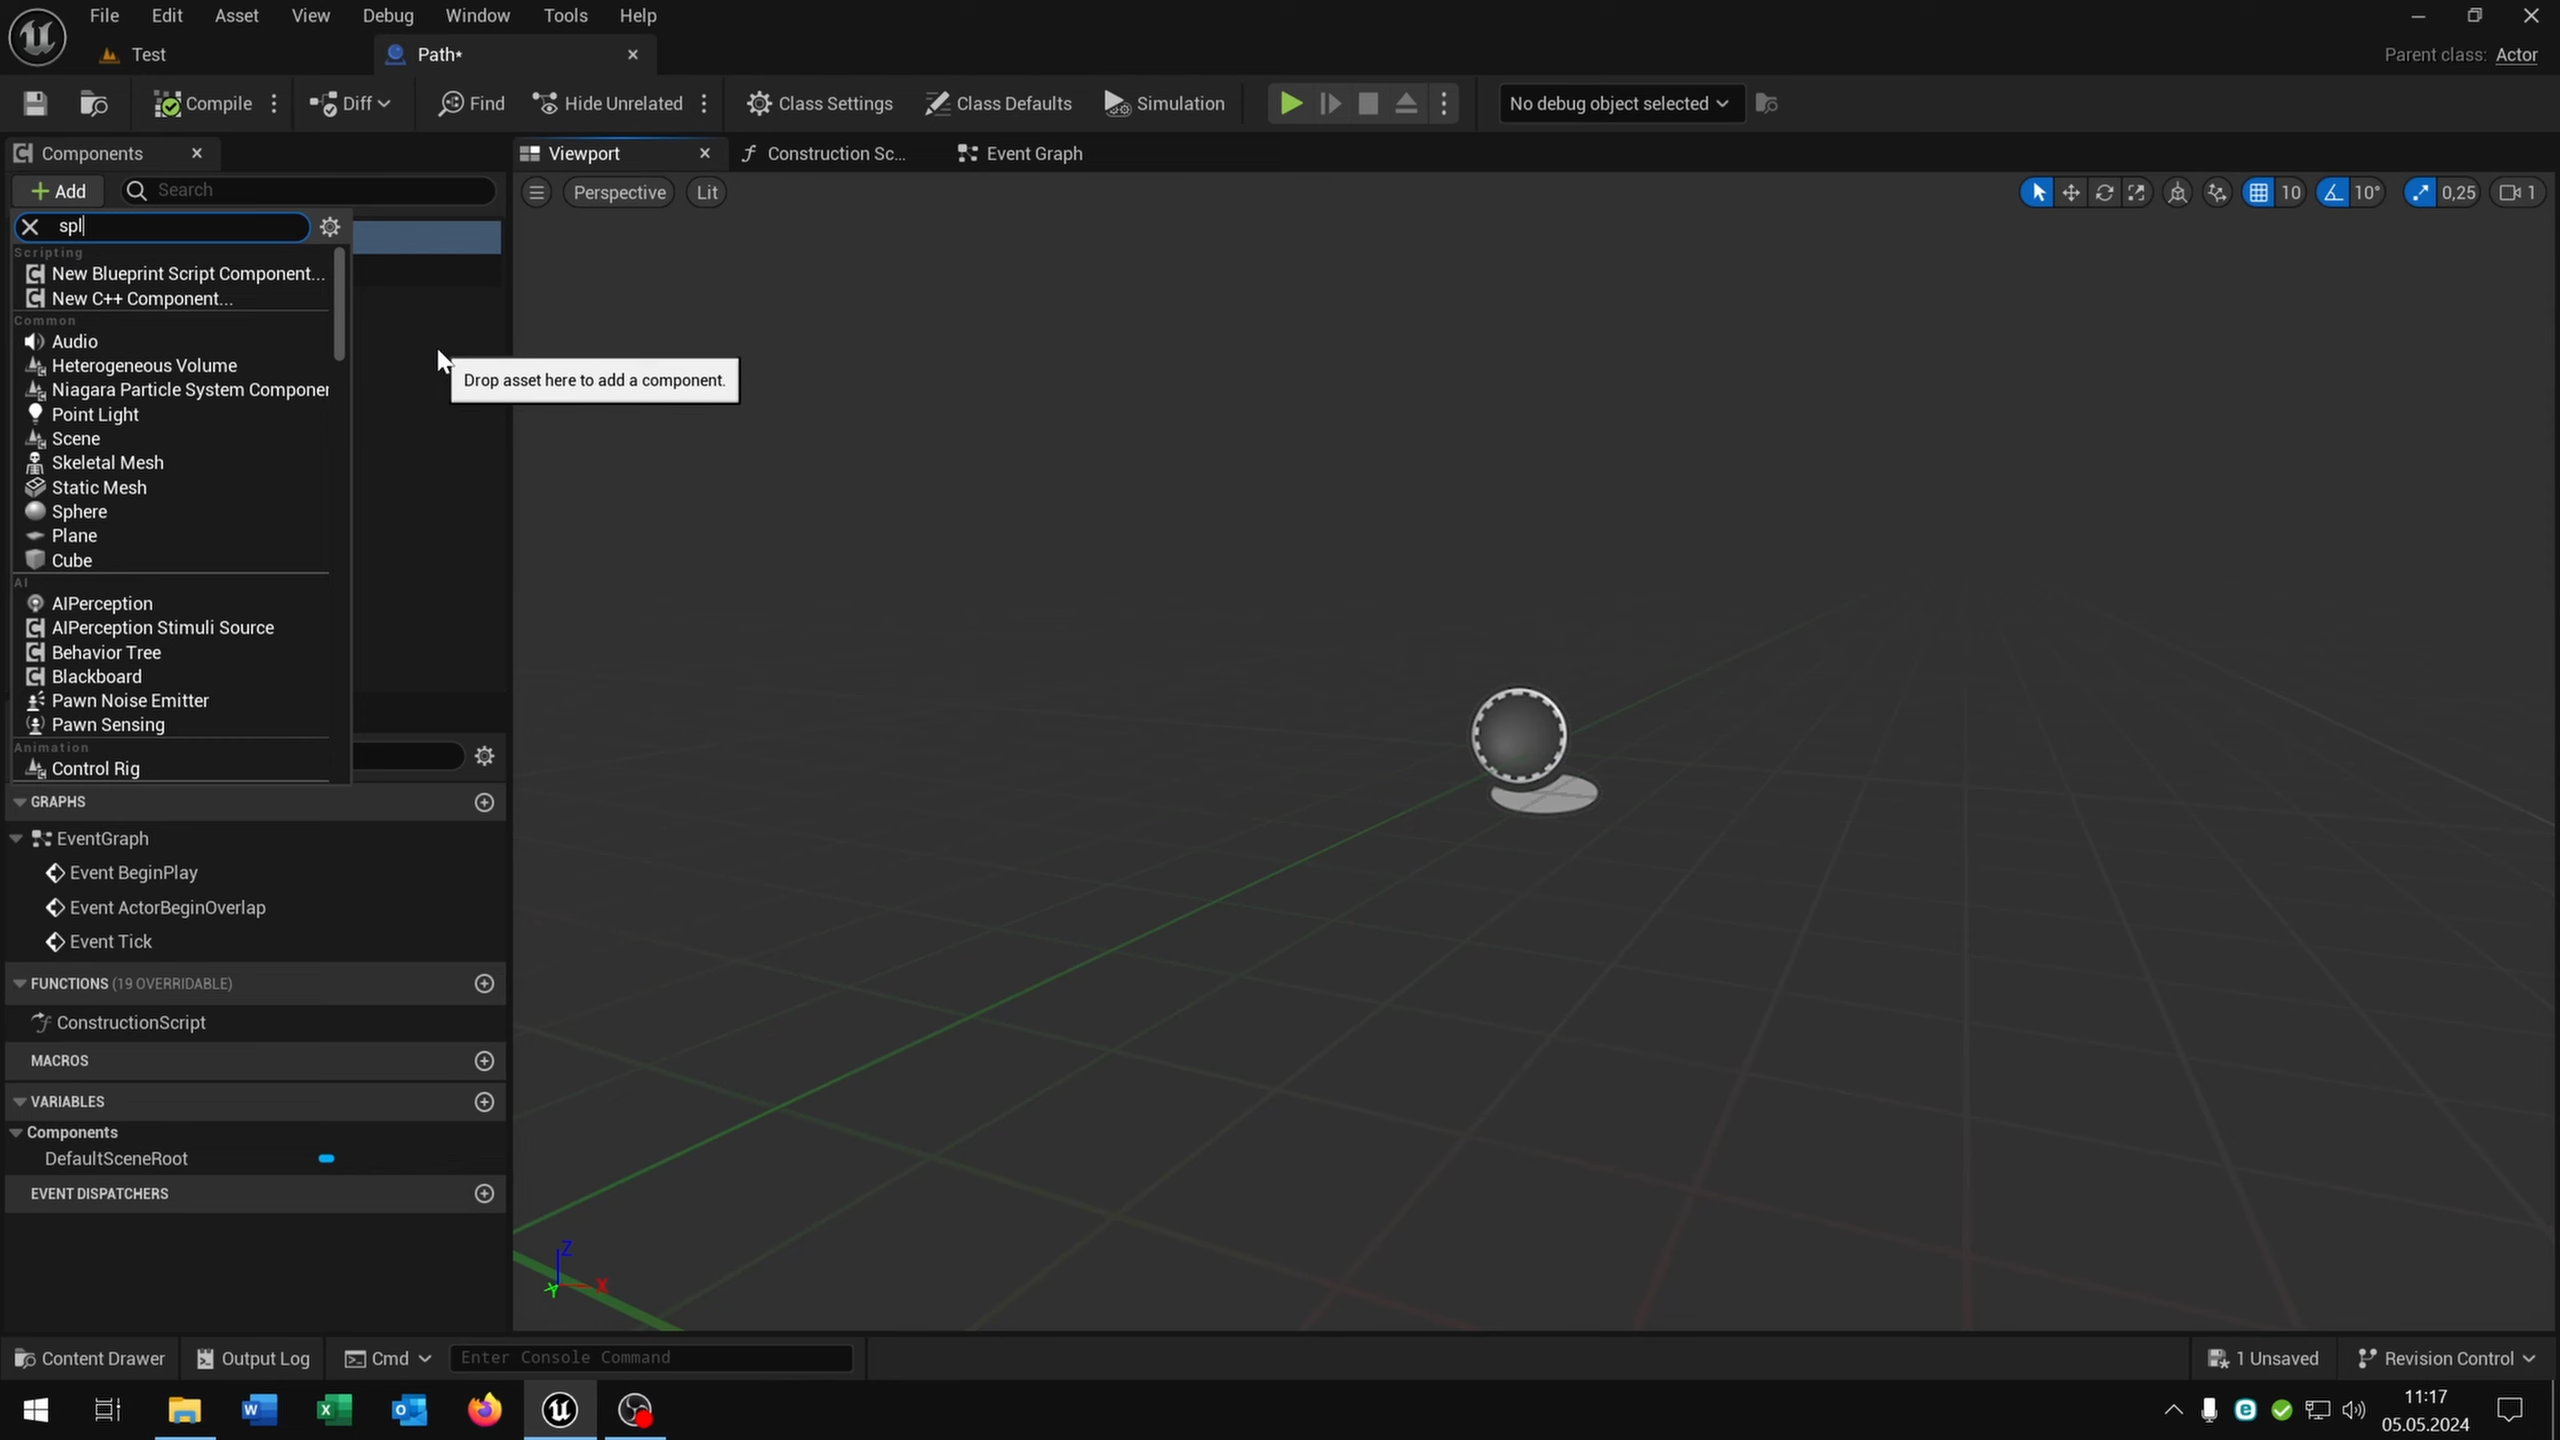 File Edit Asset View Debug Window Tools Help
Test Path* Parent class: Actor
Compile Diff Find Hide Unrelated Class Settings Class Defaults Simulation No debug object selected
Components Viewport Construction Sc... Event Graph
Add Search Perspective Lit 10 10° 0,25 1
spl
Scripting
New Blueprint Script Component...
New C++ Component...
Common
Audio
Heterogeneous Volume
Drop asset here to add a component.
Niagara Particle System Componen
Point Light
Scene
Skeletal Mesh
Static Mesh
Sphere
Plane
Cube
AI
AIPerception
AIPerception Stimuli Source
Behavior Tree
Blackboard
Pawn Noise Emitter
Pawn Sensing
Animation
Control Rig
GRAPHS
EventGraph
Event BeginPlay
Event ActorBeginOverlap
Event Tick
FUNCTIONS (19 OVERRIDABLE)
ConstructionScript
MACROS
VARIABLES
Components
DefaultSceneRoot
EVENT DISPATCHERS
Z
Y X
Content Drawer Output Log Cmd Enter Console Command 1 Unsaved Revision Control
11:17
05.05.2024